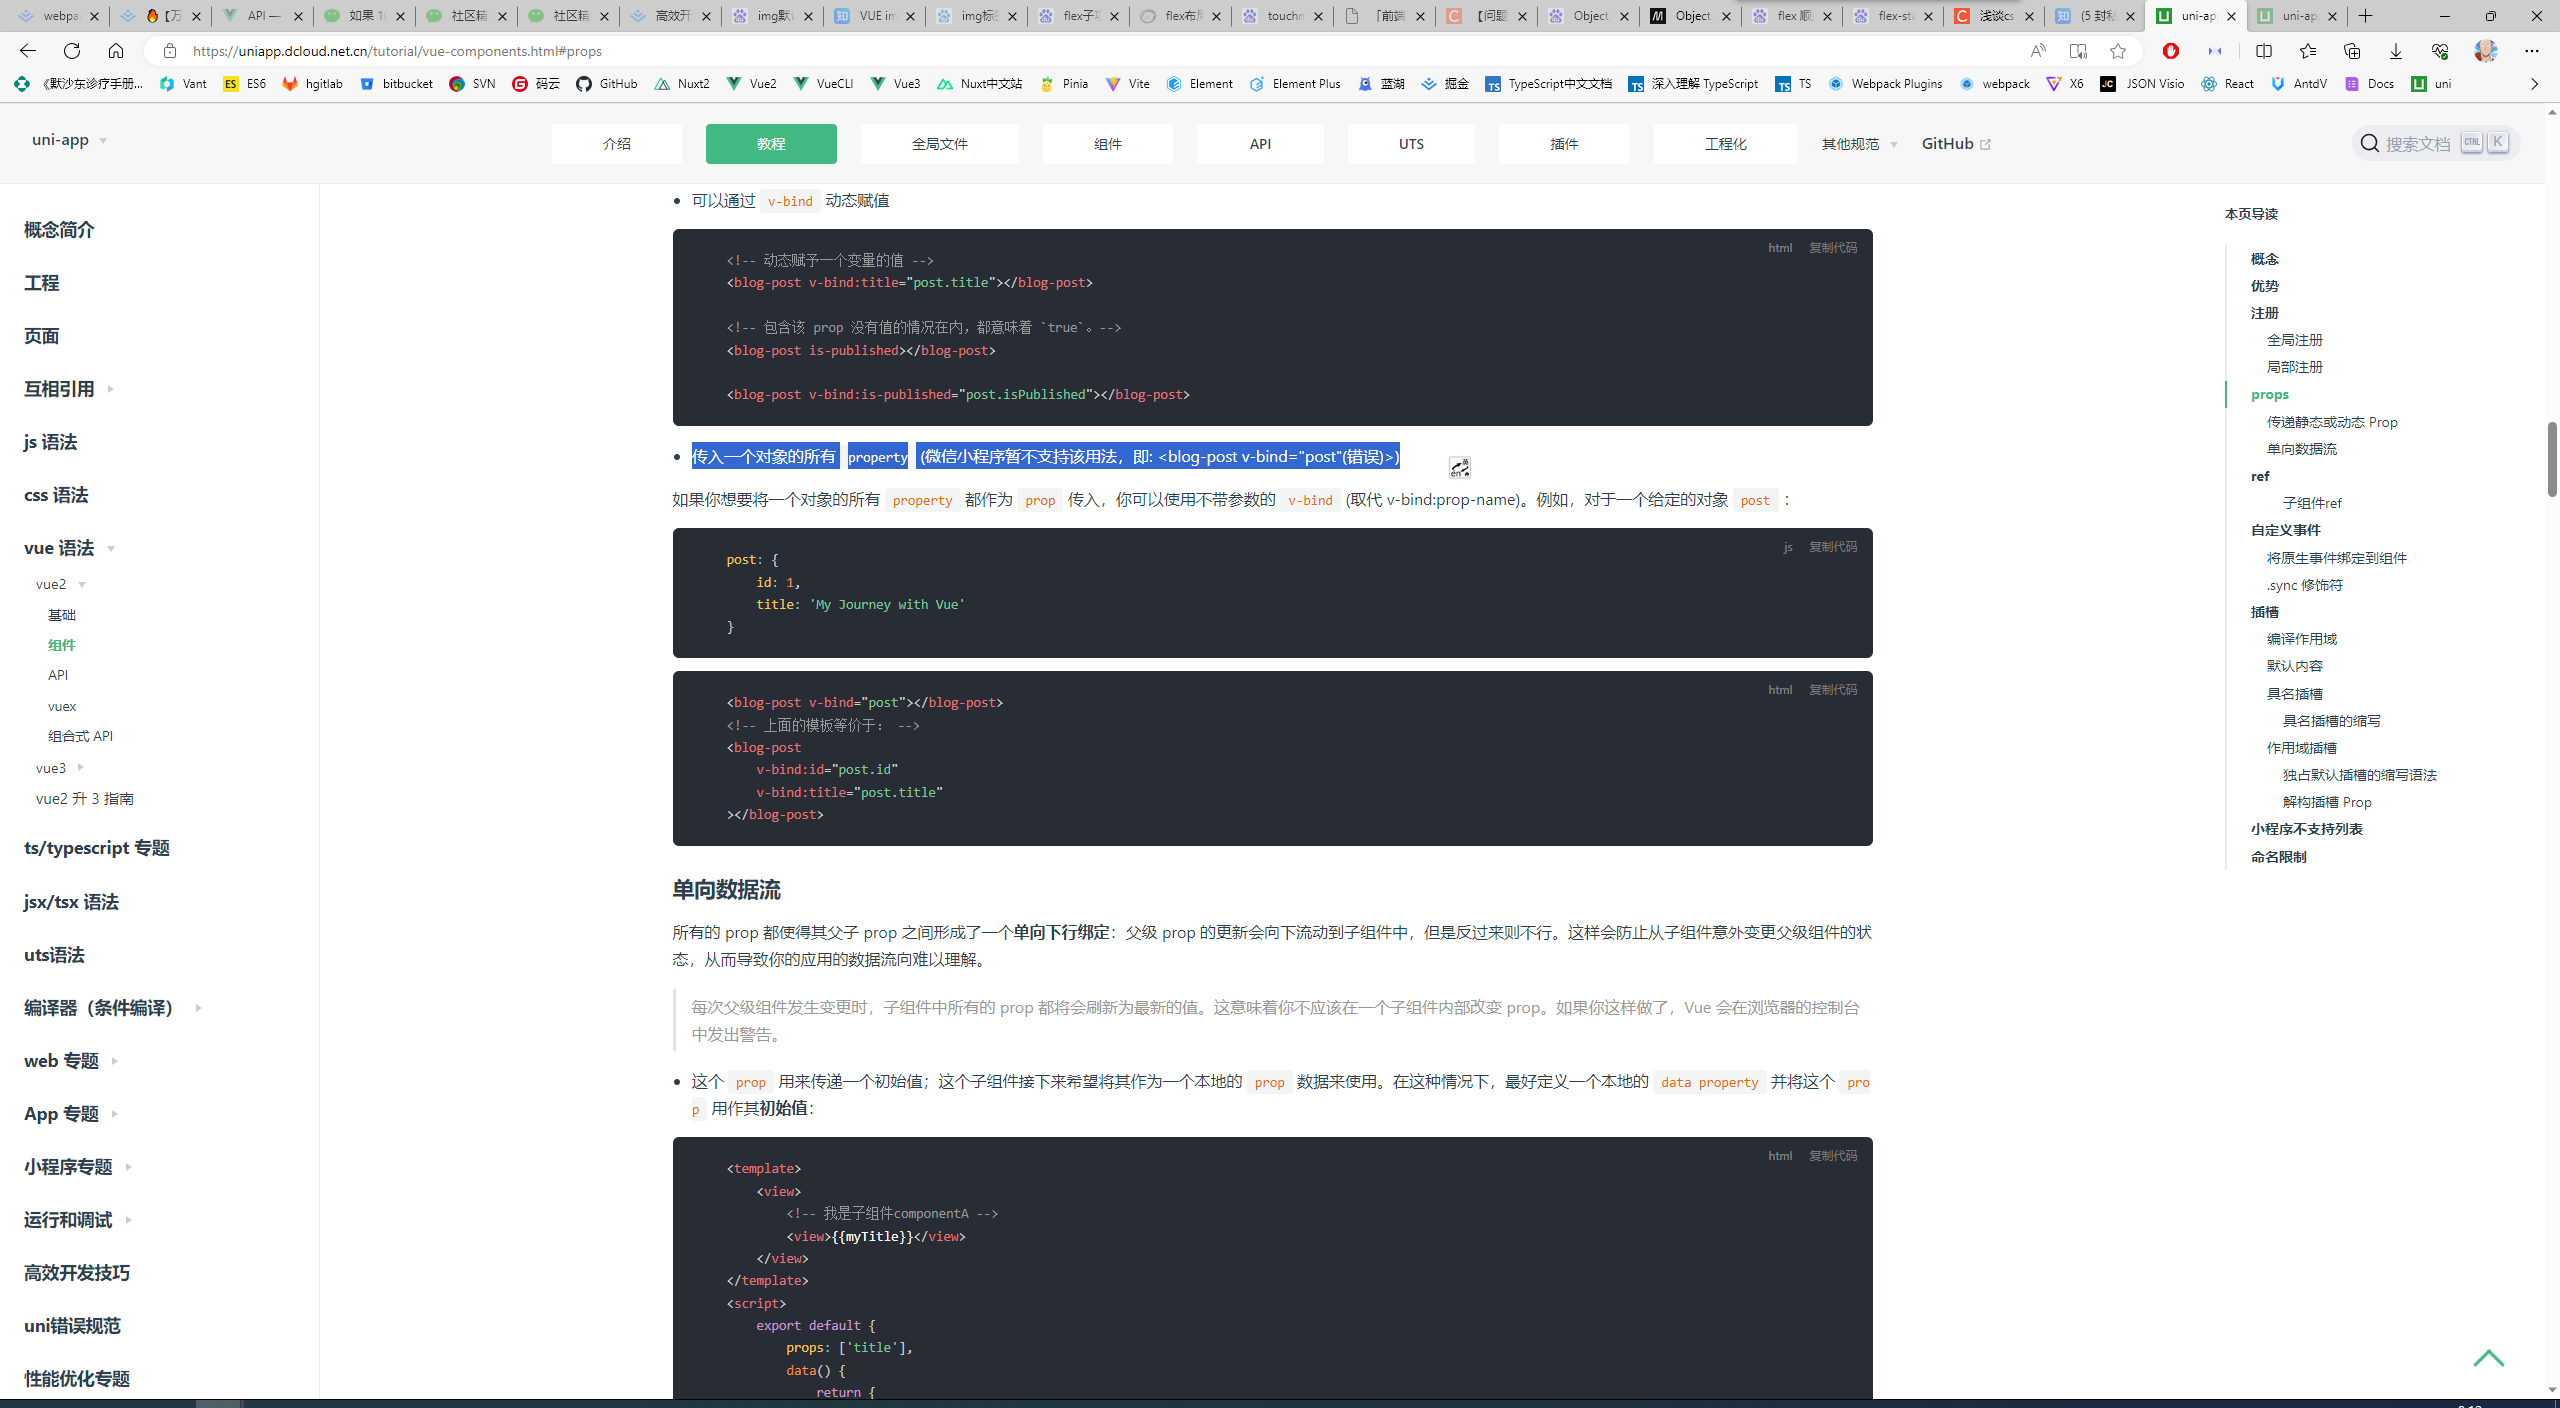 webpa
【万
API —
如果 1(
社区精
社区精
高效开
img默
VUE im
img标
flex子项
flex布局
touchm
「前端
【问题
Object.
Object.
flex 顺
flex-sta
浅谈cs
(5 封私
uni-ap
uni-ap
https://uniapp.dcloud.net.cn/tutorial/vue-components.html#props
《默沙东诊疗手册...
Vant
ES6
hgitlab
bitbucket
SVN
码云
GitHub
Nuxt2
Vue2
VueCLI
Vue3
Nuxt中文站
Pinia
Vite
Element
Element Plus
蓝湖
掘金
TypeScript中文文档
深入理解 TypeScript
TS
Webpack Plugins
webpack
X6
JSON Visio
React
AntdV
Docs
uni
uni-app
介绍
教程
全局文件
组件
API
UTS
插件
工程化
其他规范
GitHub
搜索文档
CTRL K
概念简介
工程
页面
互相引用
js 语法
css 语法
vue 语法
vue2
基础
组件
API
vuex
组合式 API
vue3
vue2 升 3 指南
ts/typescript 专题
jsx/tsx 语法
uts语法
编译器（条件编译）
web 专题
App 专题
小程序专题
运行和调试
高效开发技巧
uni错误规范
性能优化专题
可以通过 v-bind 动态赋值
html 复制代码
<!-- 动态赋予一个变量的值 -->
<blog-post v-bind:title="post.title"></blog-post>
<!-- 包含该 prop 没有值的情况在内，都意味着 `true`。-->
<blog-post is-published></blog-post>
<blog-post v-bind:is-published="post.isPublished"></blog-post>
传入一个对象的所有 property (微信小程序暂不支持该用法，即: <blog-post v-bind="post"(错误)>)
如果你想要将一个对象的所有 property 都作为 prop 传入，你可以使用不带参数的 v-bind (取代 v-bind:prop-name)。例如，对于一个给定的对象 post ：
js 复制代码
post: {
id: 1,
title: 'My Journey with Vue'
}
html 复制代码
<blog-post v-bind="post"></blog-post>
<!-- 上面的模板等价于： -->
<blog-post
v-bind:id="post.id"
v-bind:title="post.title"
></blog-post>
单向数据流
所有的 prop 都使得其父子 prop 之间形成了一个单向下行绑定：父级 prop 的更新会向下流动到子组件中，但是反过来则不行。这样会防止从子组件意外变更父级组件的状
态，从而导致你的应用的数据流向难以理解。
每次父级组件发生变更时，子组件中所有的 prop 都将会刷新为最新的值。这意味着你不应该在一个子组件内部改变 prop。如果你这样做了，Vue 会在浏览器的控制台
中发出警告。
这个 prop 用来传递一个初始值；这个子组件接下来希望将其作为一个本地的 prop 数据来使用。在这种情况下，最好定义一个本地的 data property 并将这个 pro
p 用作其初始值：
html 复制代码
<template>
<view>
<!-- 我是子组件componentA -->
<view>{{myTitle}}</view>
</view>
</template>
<script>
export default {
props: ['title'],
data() {
return {
本页导读
概念
优势
注册
全局注册
局部注册
props
传递静态或动态 Prop
单向数据流
ref
子组件ref
自定义事件
将原生事件绑定到组件
.sync 修饰符
插槽
编译作用域
默认内容
具名插槽
具名插槽的缩写
作用域插槽
独占默认插槽的缩写语法
解构插槽 Prop
小程序不支持列表
命名限制